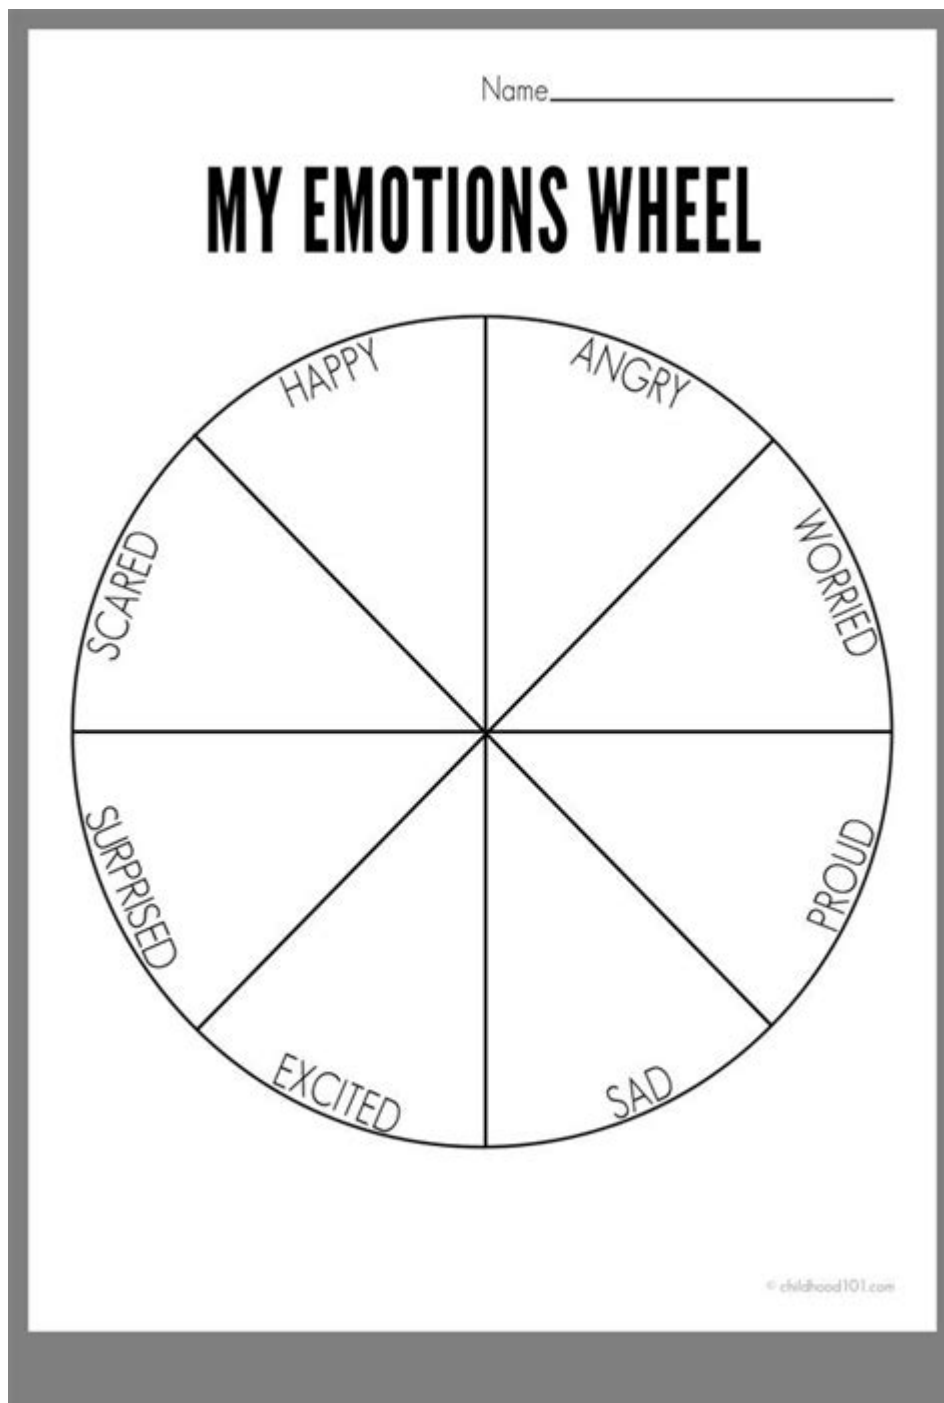 Name
MY EMOTIONS WHEEL
HAPPY
ANGRY
SCARED
WORRIED
SURPRISED
PROUD
EXCITED
SAD
© childhood101.com